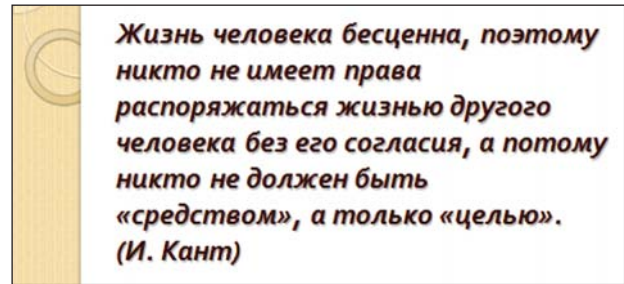 Жизнь человека бесценна, поэтому
никто не имеет права
распоряжаться жизнью другого
человека без его согласия, а потому
никто не должен быть
«средством», а только «целью».
(И. Кант)